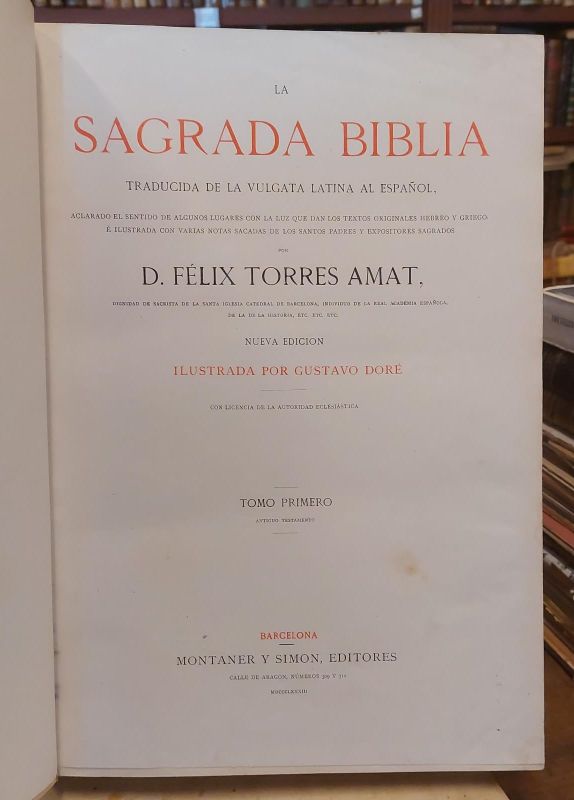 LA
SAGRADA BIBLIA
TRADUCIDA DE LA VULGATA LATINA AL ESPAÑOL,
ACLARADO EL SENTIDO DE ALGUNOS LUGARES CON LA LUZ QUE DAN LOS TEXTOS ORIGINALES HEBREO Y GRIEGO,
É ILUSTRADA CON VARIAS NOTAS SACADAS DE LOS SANTOS PADRES Y EXPOSITORES SAGRADOS
POR
D. FÉLIX TORRES AMAT,
DIGNIDAD DE SACRISTA DE LA SANTA IGLESIA CATEDRAL DE BARCELONA, INDIVIDUO DE LA REAL ACADEMIA ESPAÑOLA,
DE LA DE LA HISTORIA, ETC. ETC. ETC.
NUEVA EDICION
ILUSTRADA POR GUSTAVO DORÉ
CON LICENCIA DE LA AUTORIDAD ECLESIÁSTICA
TOMO PRIMERO
ANTIGUO TESTAMENTO
BARCELONA
MONTANER Y SIMON, EDITORES
CALLE DE ARAGON, NÚMEROS 309 Y 311
MDCCCLXXXIII